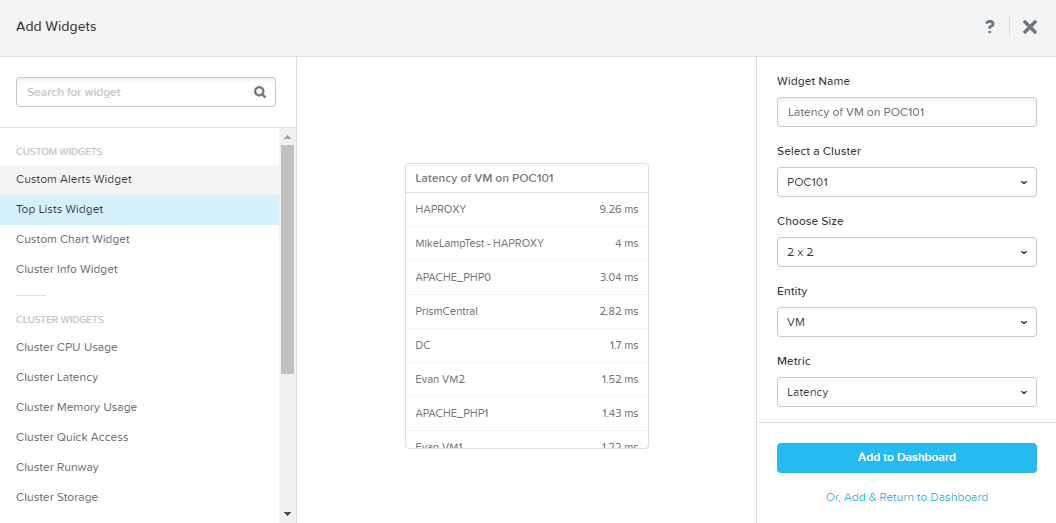 Add Widgets
?
Search for widget
CUSTOM WIDGETS
Custom Alerts Widget
Top Lists Widget
Custom Chart Widget
Cluster Info Widget
CLUSTER WIDGETS
Cluster CPU Usage
Cluster Latency
Cluster Memory Usage
Cluster Quick Access
Cluster Runway
Cluster Storage
Latency of VM on POC101
HAPROXY 9.26 ms
MikeLampTest - HAPROXY 4 ms
APACHE_PHP0 3.04 ms
PrismCentral 2.82 ms
DC 1.7 ms
Evan VM2 1.52 ms
APACHE_PHP1 1.43 ms
Evan VM1 1.22 ms
Widget Name
Latency of VM on POC101
Select a Cluster
POC101
Choose Size
2 x 2
Entity
VM
Metric
Latency
Add to Dashboard
Or, Add & Return to Dashboard